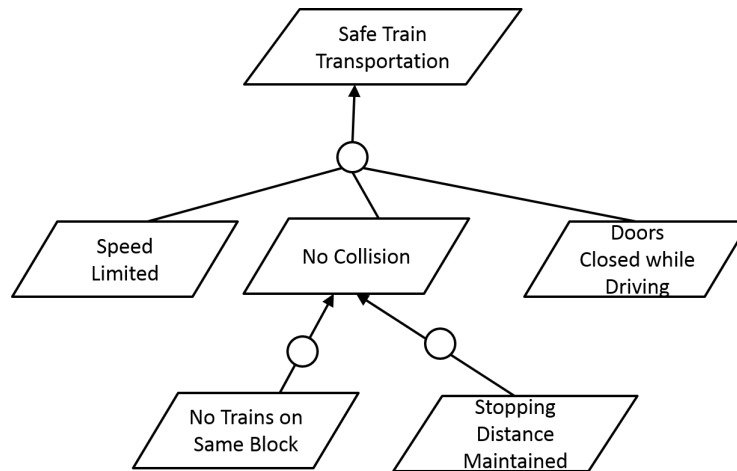 Safe Train
Transportation
Speed
Limited
No Collision
Doors
Closed while
Driving
No Trains on
Same Block
Stopping
Distance
Maintained